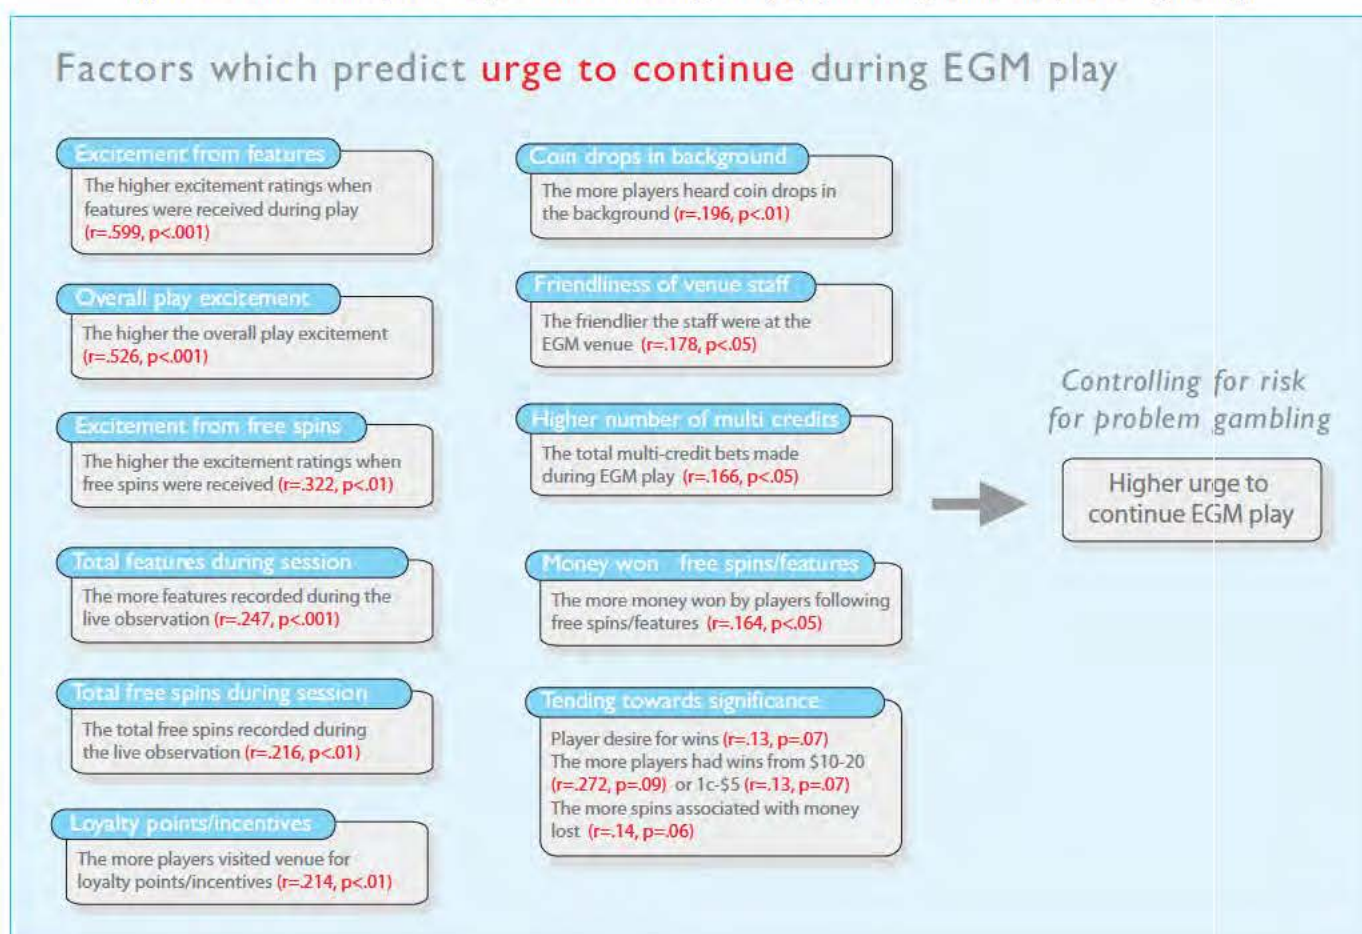 Factors which predict urge to continue during EGM play
Excitement from features
The higher excitement ratings when
features were received during play
(r=.599, p<.001)
Overall play excitement
The higher the overall play excitement
(r=.526, p<.001)
Excitement from free spins
The higher the excitement ratings when
free spins were received (r=.322, p<.01)
Total features during session
The more features recorded during the
live observation (r=.247, p<.001)
Total free spins during session
The total free spins recorded during
the live observation (r=.216, p<.01)
Loyalty points/incentives
The more players visited venue for
loyalty points/incentives (r=.214, p<.01)
Coin drops in background
The more players heard coin drops in
the background (r=.196, p<.01)
Friendliness of venue staff
The friendlier the staff were at the
EGM venue (r=.178, p<.05)
Higher number of multi credits
The total multi-credit bets made
during EGM play (r=.166, p<.05)
Money won free spins/features
The more money won by players following
free spins/features (r=.164, p<.05)
Tending towards significance
Player desire for wins (r=.13, p=.07)
The more players had wins from $10-20
(r=.272, p=.09) or 1c-$5 (r=.13, p=.07)
The more spins associated with money
lost (r=.14, p=.06)
Controlling for risk
for problem gambling
Higher urge to
continue EGM play